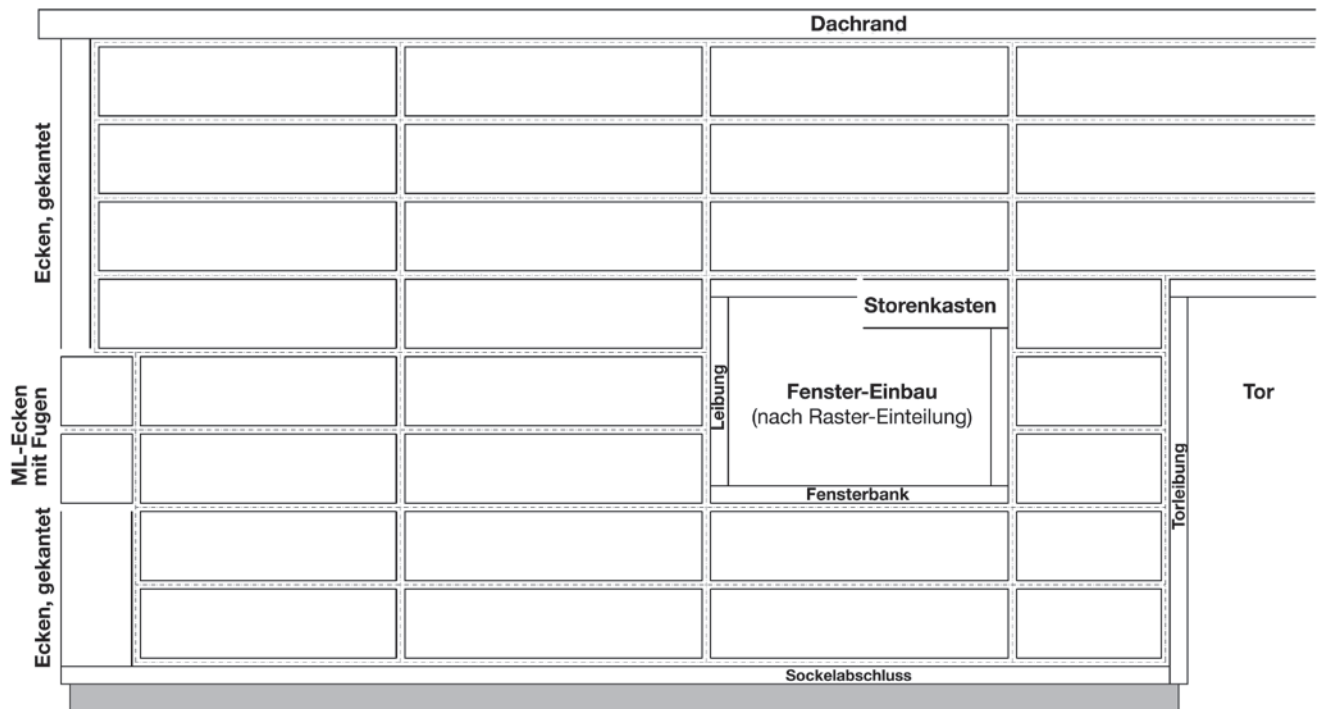 Dachrand
Ecken, gekantet
Storenkasten
Leibung
Fenster-Einbau
(nach Raster-Einteilung)
Tor
ML-Ecken
mit Fugen
Fensterbank
Torleibung
Ecken, gekantet
Sockelabschluss